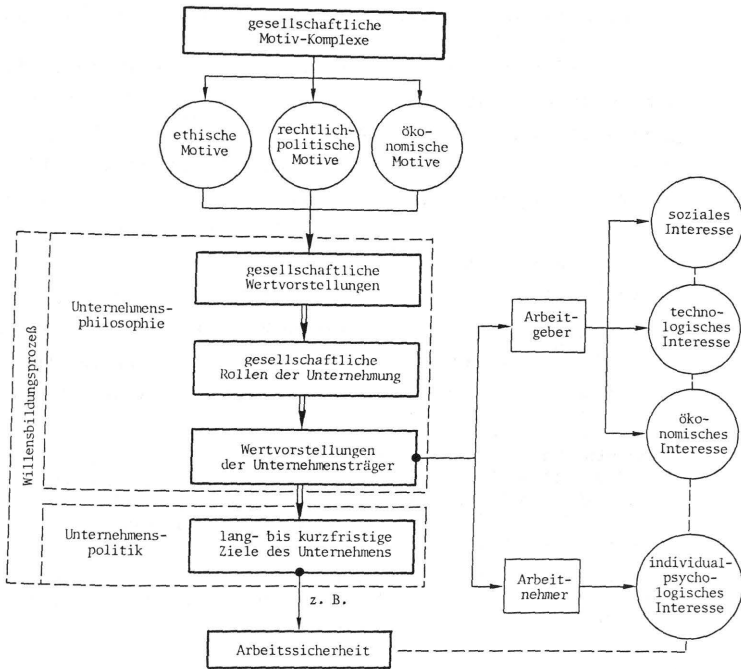 gesellschaftliche
Motiv-Komplexe
ethische
Motive
rechtlich-
politische
Motive
öko-
nomische
Motive
Willensbildungsprozeß
Unternehmens-
philosophie
gesellschaftliche
Wertvorstellungen
gesellschaftliche
Rollen der Unternehmung
Wertvorstellungen
der Unternehmensträger
Unternehmens-
politik
lang- bis kurzfristige
Ziele des Unternehmens
z. B.
Arbeitssicherheit
Arbeit-
geber
soziales
Interesse
techno-
logisches
Interesse
öko-
nomisches
Interesse
Arbeit-
nehmer
individual-
psycho-
logisches
Interesse